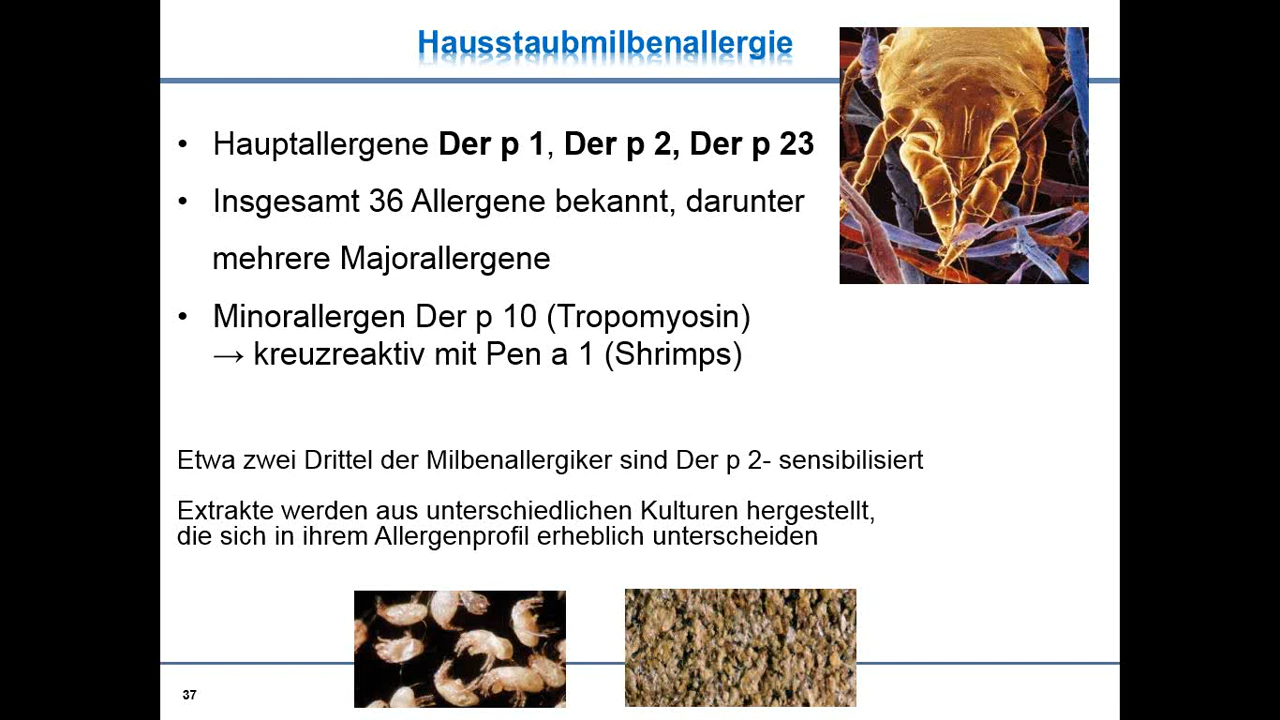 Hausstaubmilbenallergie
• Hauptallergene Der p 1, Der p 2, Der p 23
• Insgesamt 36 Allergene bekannt, darunter
mehrere Majorallergene
• Minorallergen Der p 10 (Tropomyosin)
→ kreuzreaktiv mit Pen a 1 (Shrimps)
Etwa zwei Drittel der Milbenallergiker sind Der p 2- sensibilisiert
Extrakte werden aus unterschiedlichen Kulturen hergestellt,
die sich in ihrem Allergenprofil erheblich unterscheiden
37